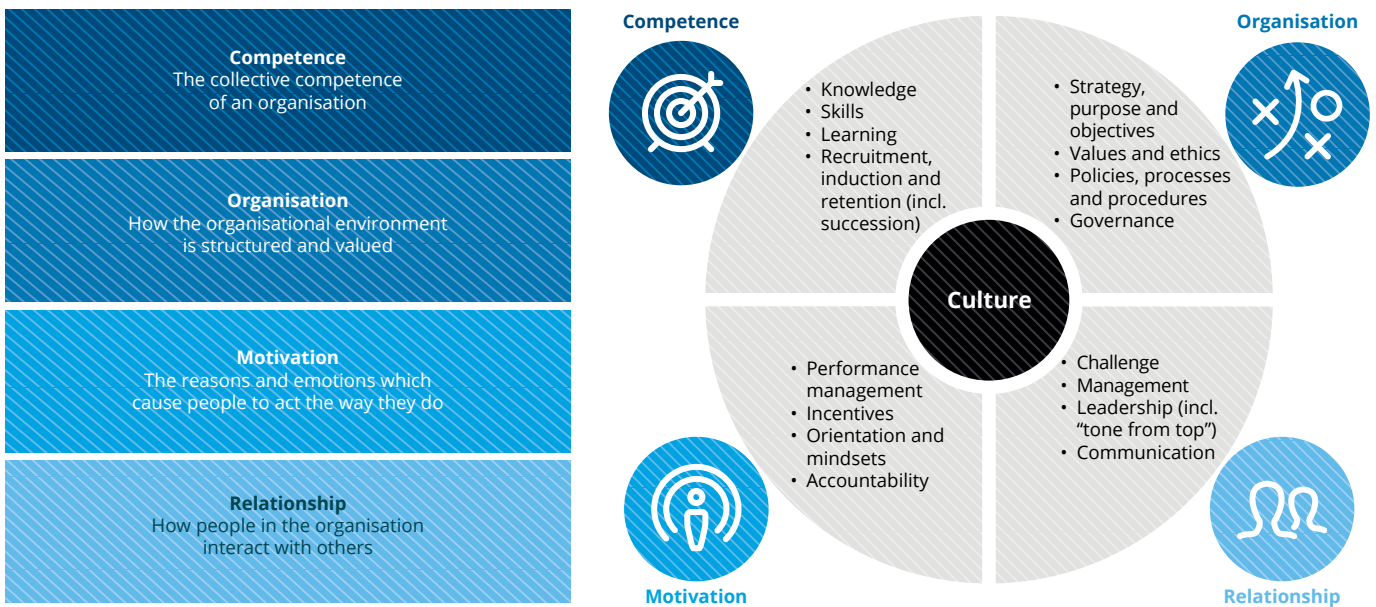 Competence
The collective competence
of an organisation
Organisation
How the organisational environment
is structured and valued
Motivation
The reasons and emotions which
cause people to act the way they do
Relationship
How people in the organisation
interact with others
Competence
• Knowledge
• Skills
• Learning
• Recruitment,
induction and
retention (incl.
succession)
Organisation
• Strategy,
purpose and
objectives
• Values and ethics
• Policies, processes
and procedures
• Governance
Culture
• Performance
management
• Incentives
• Orientation and
mindsets
• Accountability
Motivation
• Challenge
• Management
• Leadership (incl.
“tone from top”)
• Communication
Relationship